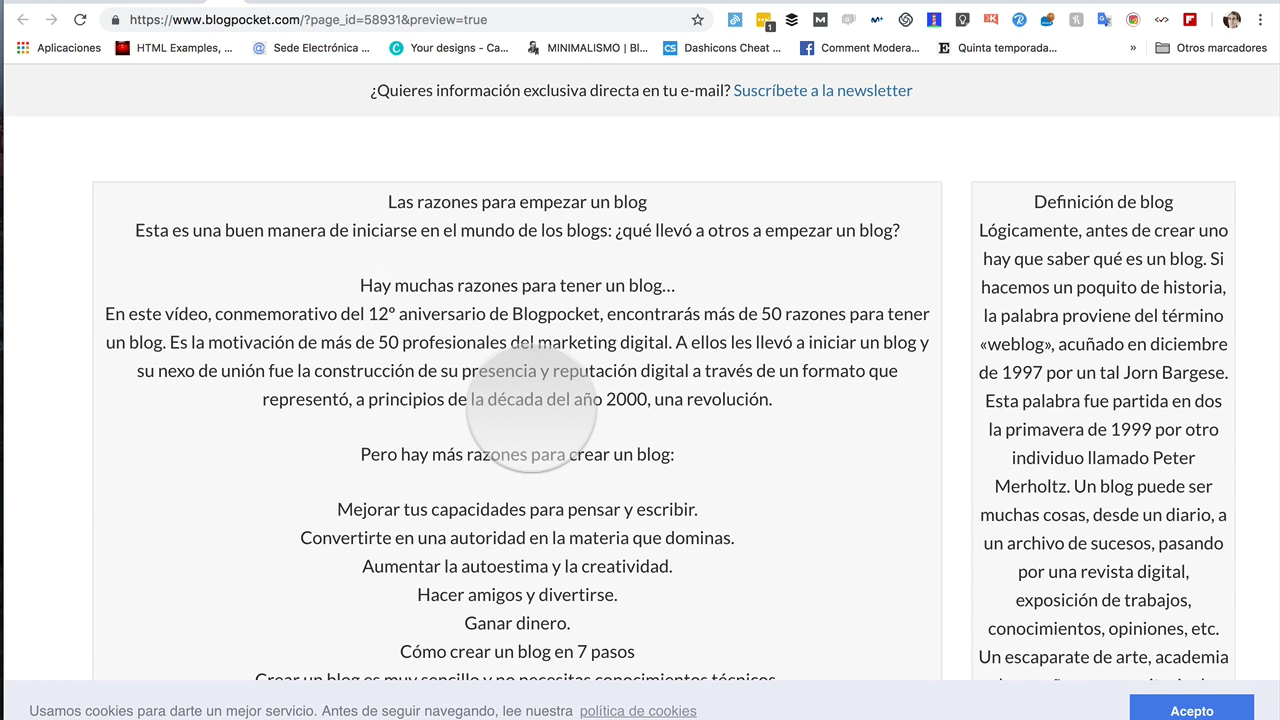 https://www.blogpocket.com/?page_id=58931&preview=true
1
Aplicaciones
HTML Examples, ...
Sede Electrónica ...
Your designs - Ca...
MINIMALISMO | Bl...
Dashicons Cheat ...
Comment Modera...
Quinta temporada...
»
Otros marcadores
¿Quieres información exclusiva directa en tu e-mail? Suscríbete a la newsletter
Las razones para empezar un blog
Esta es una buen manera de iniciarse en el mundo de los blogs: ¿qué llevó a otros a empezar un blog?
Hay muchas razones para tener un blog...
En este vídeo, conmemorativo del 12º aniversario de Blogpocket, encontrarás más de 50 razones para tener
un blog. Es la motivación de más de 50 profesionales del marketing digital. A ellos les llevó a iniciar un blog y
su nexo de unión fue la construcción de su presencia y reputación digital a través de un formato que
representó, a principios de la década del año 2000, una revolución.
Pero hay más razones para crear un blog:
Mejorar tus capacidades para pensar y escribir.
Convertirte en una autoridad en la materia que dominas.
Aumentar la autoestima y la creatividad.
Hacer amigos y divertirse.
Ganar dinero.
Cómo crear un blog en 7 pasos
Crear un blog es muy sencillo y no necesitas conocimientos técnicos
Definición de blog
Lógicamente, antes de crear uno
hay que saber qué es un blog. Si
hacemos un poquito de historia,
la palabra proviene del término
«weblog», acuñado en diciembre
de 1997 por un tal Jorn Bargese.
Esta palabra fue partida en dos
la primavera de 1999 por otro
individuo llamado Peter
Merholtz. Un blog puede ser
muchas cosas, desde un diario, a
un archivo de sucesos, pasando
por una revista digital,
exposición de trabajos,
conocimientos, opiniones, etc.
Un escaparate de arte, academia
Usamos cookies para darte un mejor servicio. Antes de seguir navegando, lee nuestra política de cookies
Acepto